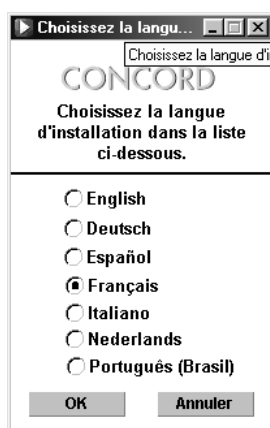 Choisissez la langu...
Choisissez la langue d'i
CONCORD
Choisissez la langue
d'installation dans la liste
ci-dessous.
English
Deutsch
Español
Français
Italiano
Nederlands
Português (Brasil)
OK Annuler